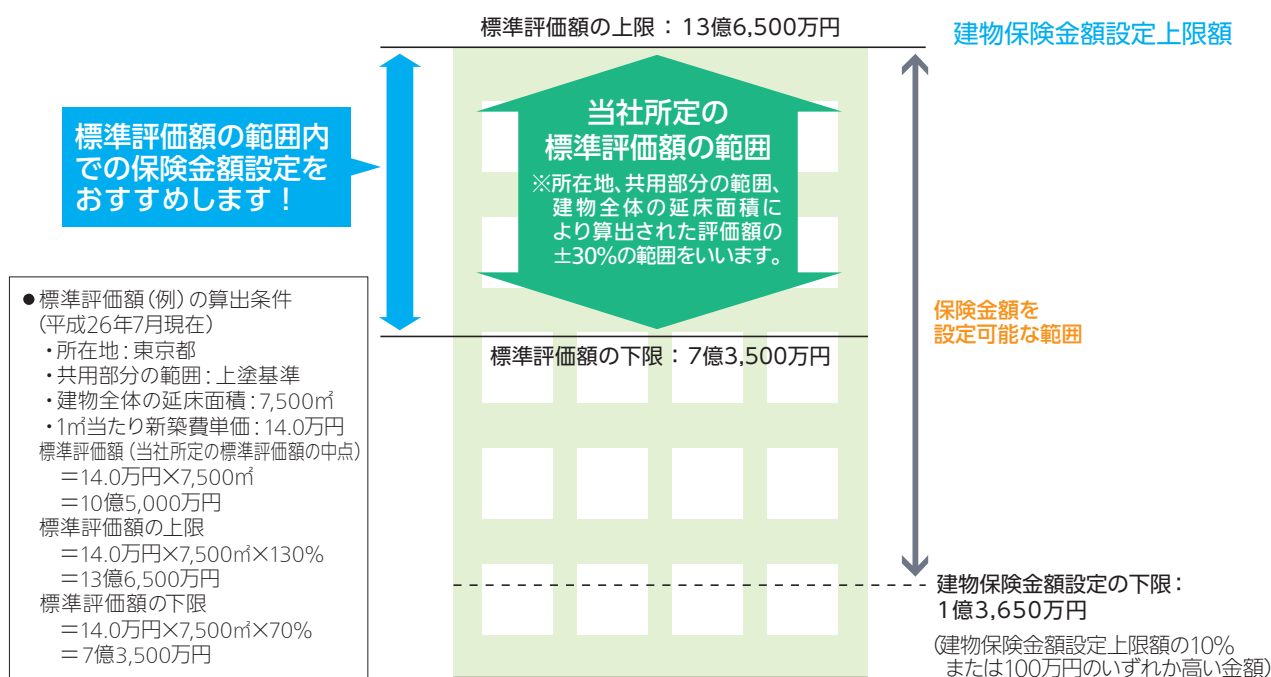 標準評価額の上限：13億6,500万円
建物保険金額設定上限額
標準評価額の範囲内
での保険金額設定を
おすすめします！
当社所定の
標準評価額の範囲
※所在地、共用部分の範囲、
建物全体の延床面積に
より算出された評価額の
±30%の範囲をいいます。
標準評価額の下限：7億3,500万円
保険金額を
設定可能な範囲
●標準評価額（例）の算出条件
（平成26年7月現在）
・所在地：東京都
・共用部分の範囲：上塗基準
・建物全体の延床面積：7,500㎡
・1㎡当たり新築費単価：14.0万円
標準評価額（当社所定の標準評価額の中点）
＝14.0万円×7,500㎡
＝10億5,000万円
標準評価額の上限
＝14.0万円×7,500㎡×130%
＝13億6,500万円
標準評価額の下限
＝14.0万円×7,500㎡×70%
＝7億3,500万円
建物保険金額設定の下限：
1億3,650万円
（建物保険金額設定上限額の10%
または100万円のいずれか高い金額）